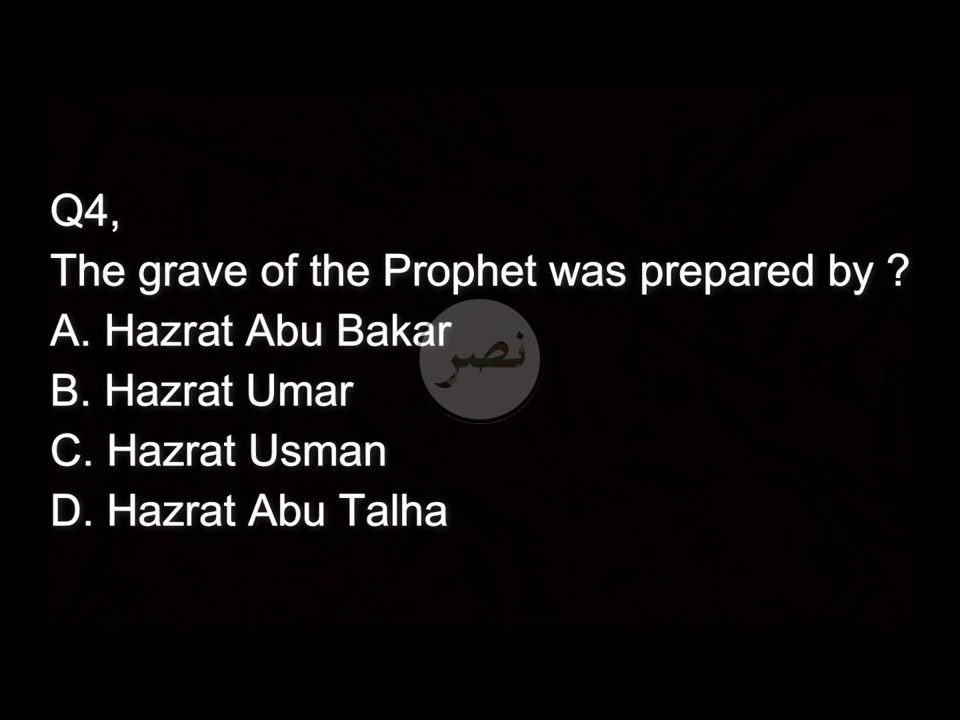 Q4,
The grave of the Prophet was prepared by ?
A. Hazrat Abu Bakar
نصر
B. Hazrat Umar
C. Hazrat Usman
D. Hazrat Abu Talha